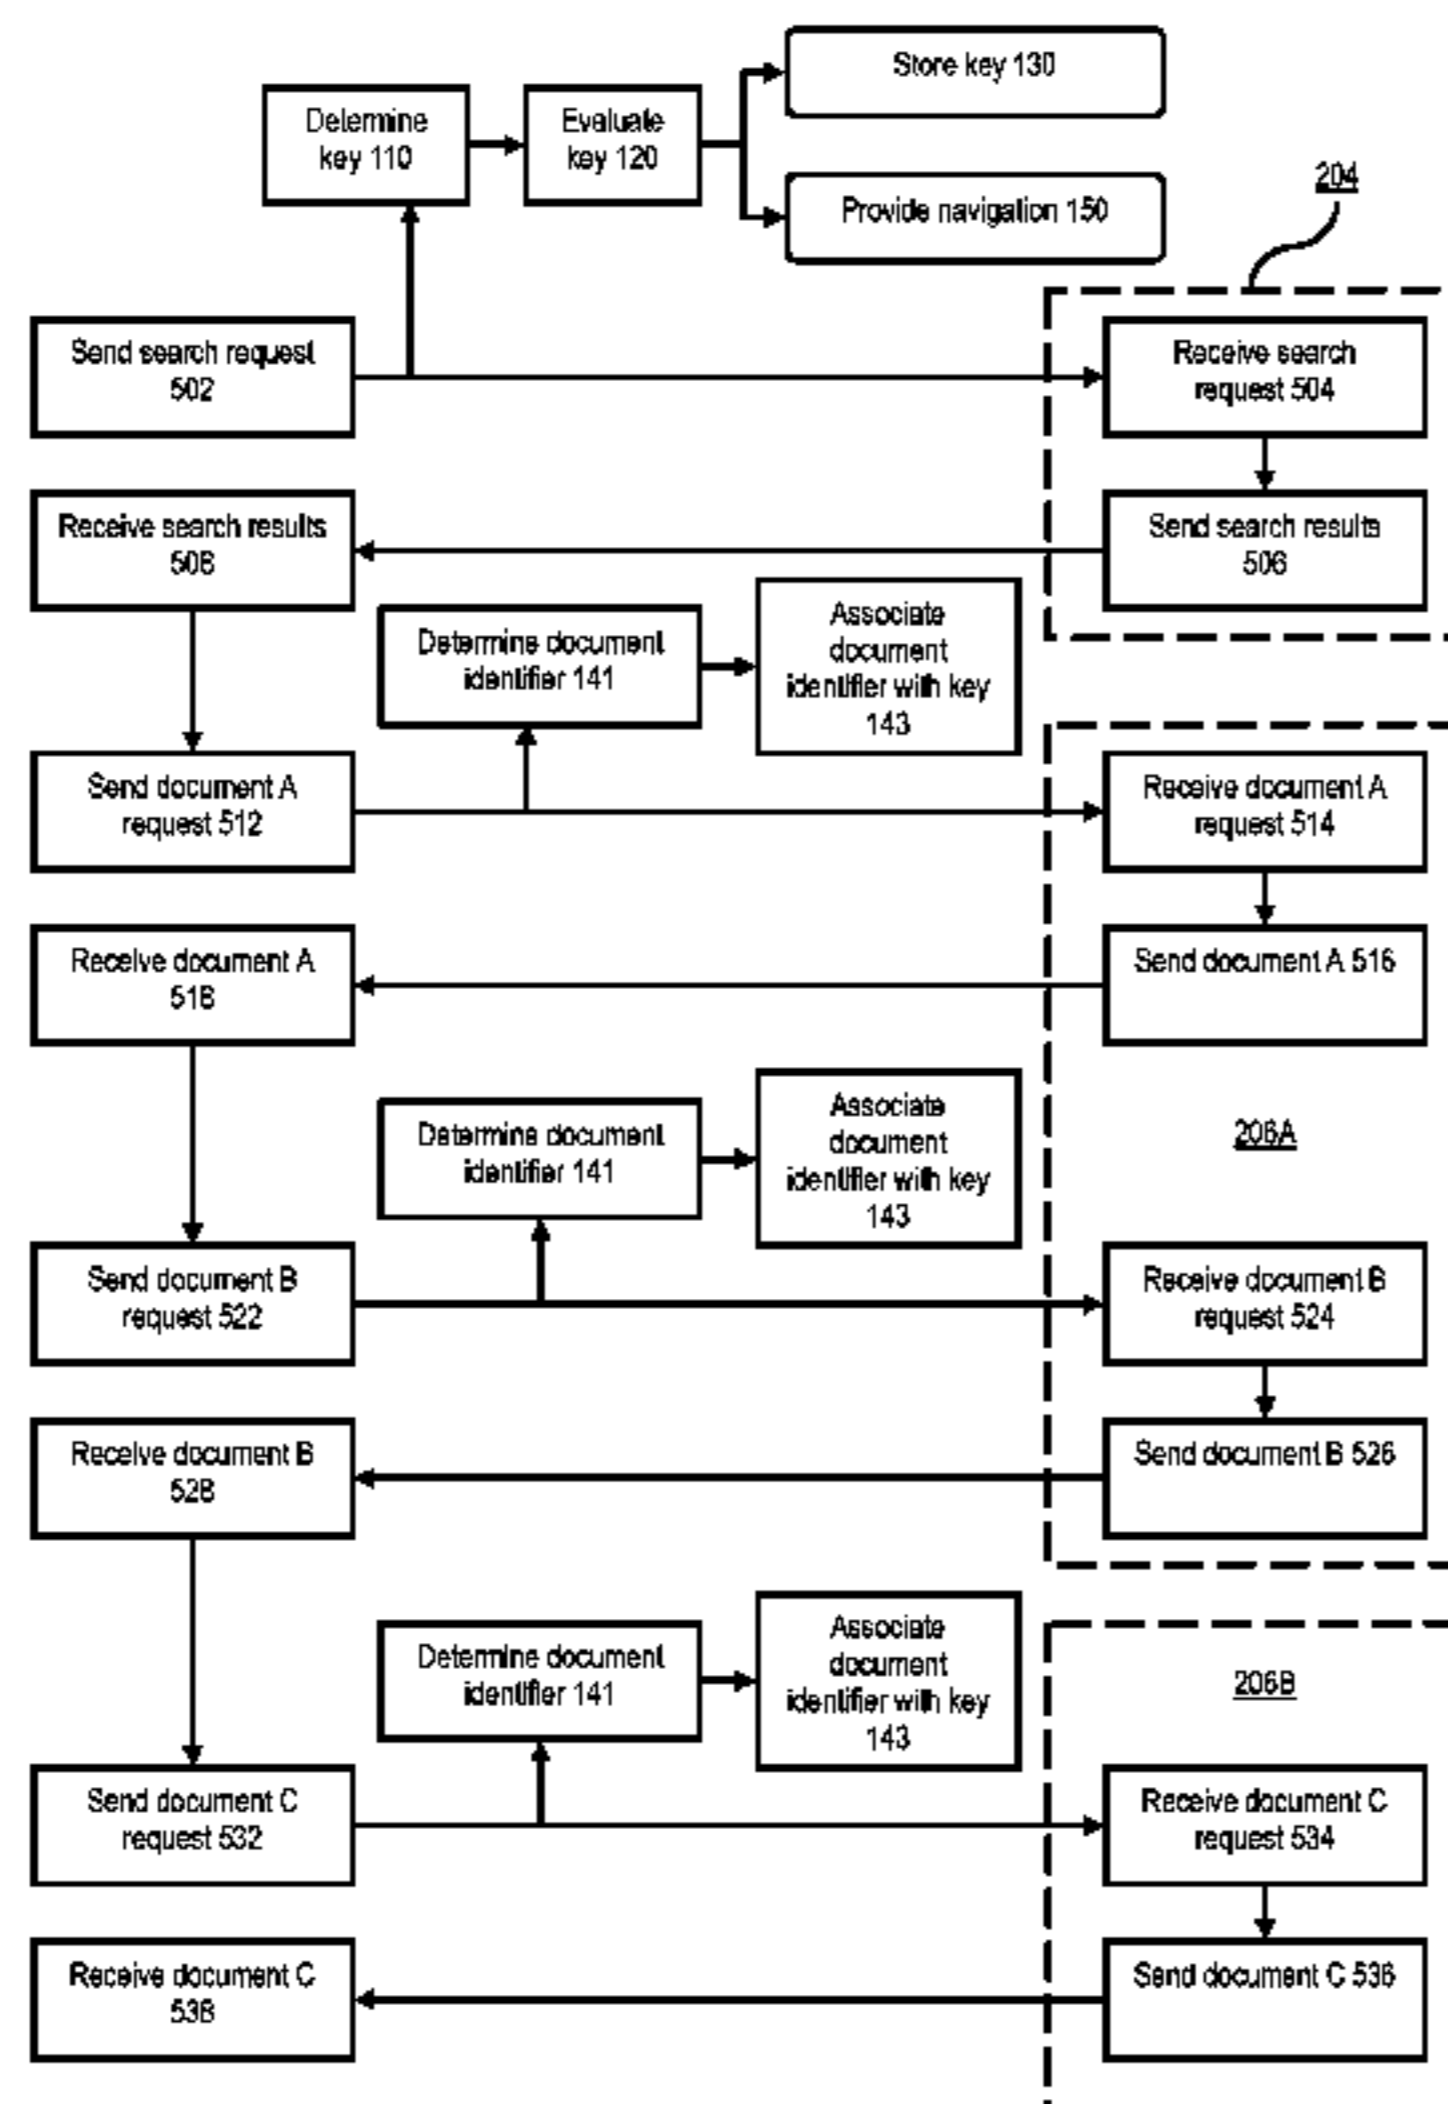 Store key 130
Determine
key 110
Evaluate
key 120
Provide navigation 150
204
Send search request
502
Receive search
request 504
Receive search results
508
Send search results
506
Determine document
identifier 141
Associate
document
identifier with key
143
Send document A
request 512
Receive document A
request 514
Receive document A
518
Send document A 516
Determine document
identifier 141
Associate
document
identifier with key
143
206A
Send document B
request 522
Receive document B
request 524
Receive document B
528
Send document B 526
Determine document
identifier 141
Associate
document
identifier with key
143
206B
Send document C
request 532
Receive document C
request 534
Receive document C
538
Send document C 536